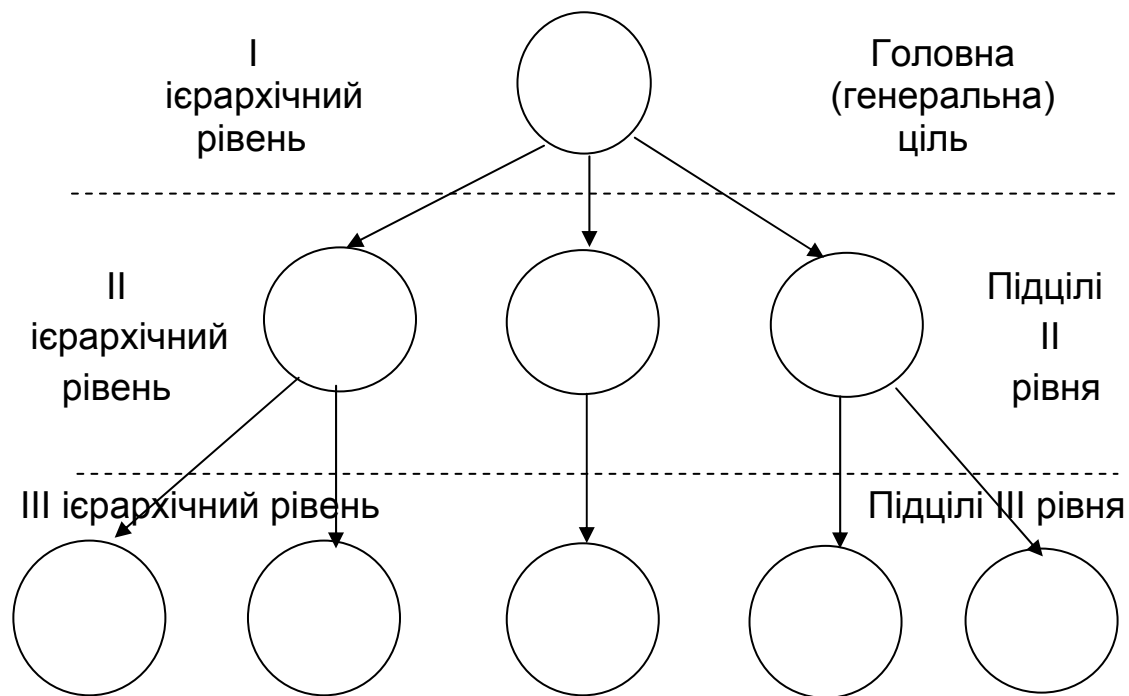 I
ієрархічний
рівень
Головна
(генеральна)
ціль
II
ієрархічний
рівень
Підцілі
II
рівня
III ієрархічний рівень
Підцілі III рівня